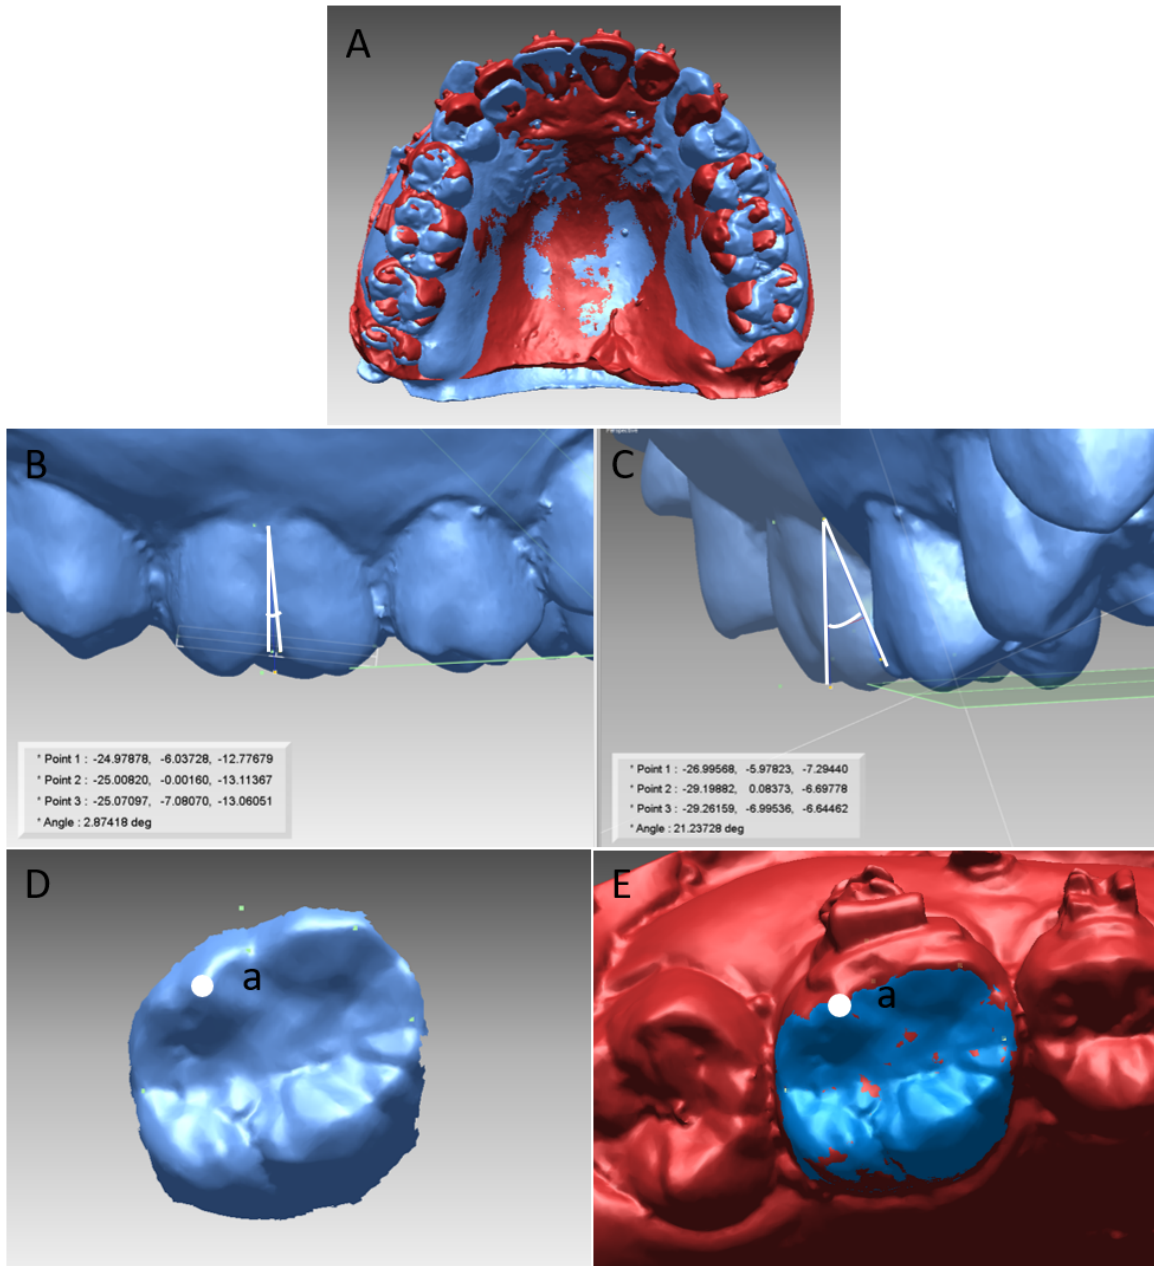 A
Perspective
B
* Point 1 : -24.97878, -6.03728, -12.77679
* Point 2 : -25.00820, -0.00160, -13.11367
* Point 3 : -25.07097, -7.08070, -13.06051
* Angle : 2.87418 deg
C
* Point 1 : -26.99568, -5.97823, -7.29440
* Point 2 : -29.19882, 0.08373, -6.69778
* Point 3 : -29.26159, -6.99536, -6.64462
* Angle : 21.23728 deg
D
a
E
a